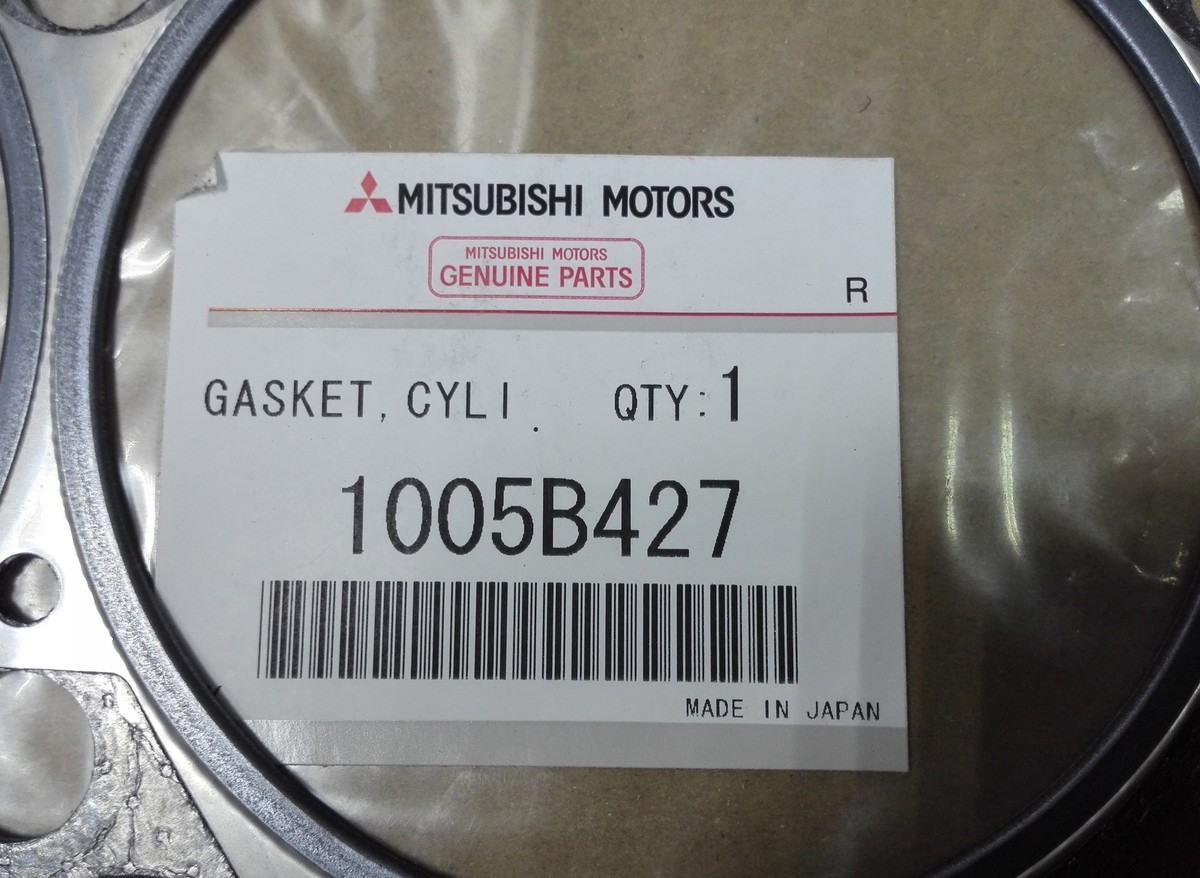 MITSUBISHI MOTORS
MITSUBISHI MOTORS
GENUINE PARTS
R
GASKET, CYLI . QTY:1
1005B427
MADE IN JAPAN